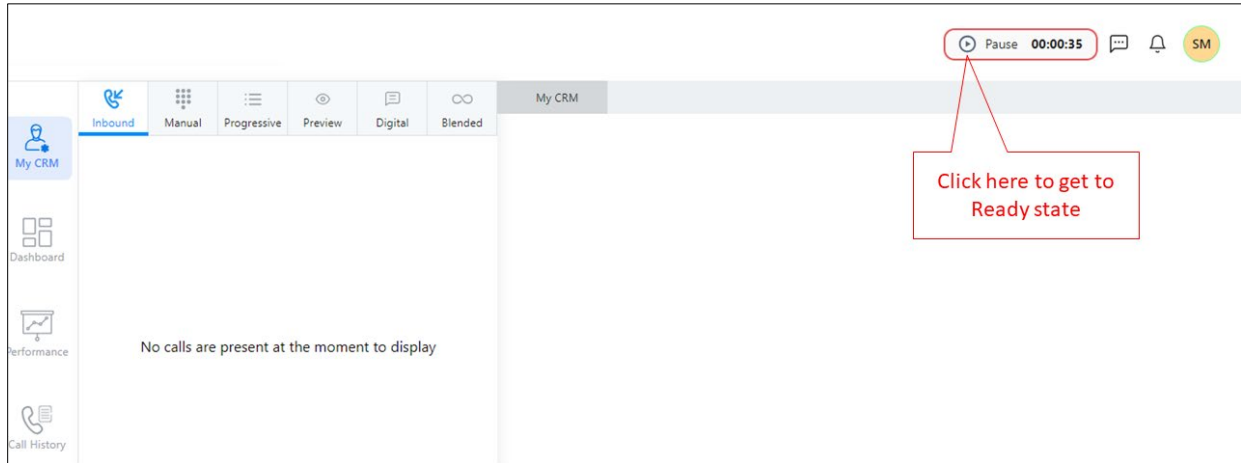 Pause 00:00:35
SM
Inbound Manual Progressive Preview Digital Blended
My CRM
My CRM
Click here to get to
Ready state
Dashboard
Performance
No calls are present at the moment to display
Call History